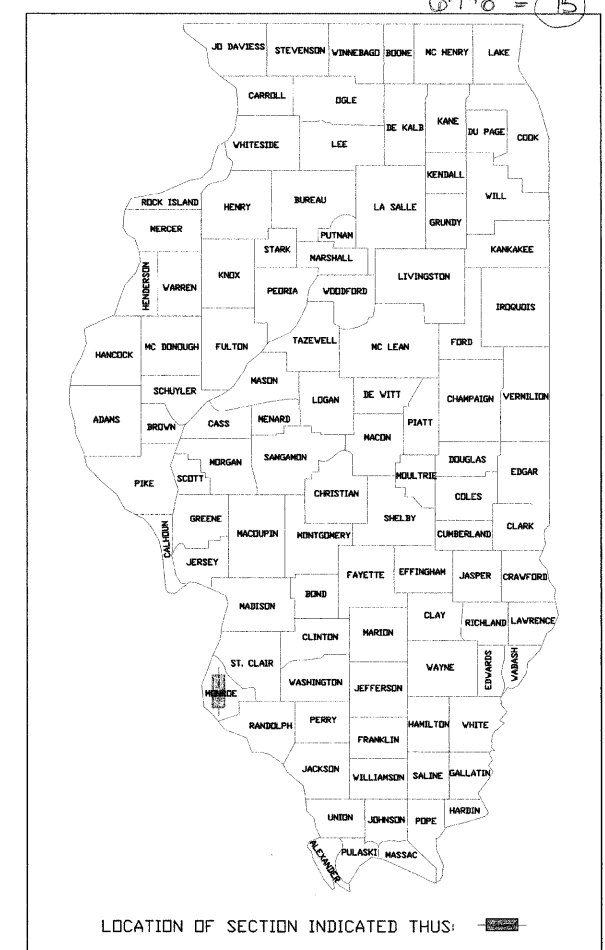 JO DAVIESS STEVENSON WINNEBAGO BOONE MC HENRY LAKE
CARROLL OGLE
DE KALB KANE DU PAGE COOK
WHITESIDE LEE
KENDALL
ROCK ISLAND HENRY BUREAU LA SALLE GRUNDY WILL
MERCER
PUTNAM
STARK MARSHALL KANKAKEE
HENDERSON WARREN KNOX PEORIA WOODFORD LIVINGSTON
IROQUOIS
HANCOCK MC DONOUGH FULTON TAZEWELL MC LEAN FORD
MASON
SCHUYLER LOGAN DE WITT CHAMPAIGN VERMILION
ADAMS BROWN CASS MENARD PIATT
MACON
MORGAN SANGAMON DOUGLAS
PIKE SCOTT MOULTRIE EDGAR
CHRISTIAN COLES
CALHOUN GREENE MACOUPIN MONTGOMERY SHELBY CUMBERLAND CLARK
JERSEY FAYETTE EFFINGHAM JASPER CRAWFORD
MADISON BOND
CLAY RICHLAND LAWRENCE
CLINTON MARION
ST. CLAIR WAYNE EDWARDS WABASH
MONROE WASHINGTON JEFFERSON
RANDOLPH PERRY HAMILTON WHITE
FRANKLIN
JACKSON WILLIAMSON SALINE GALLATIN
UNION JOHNSON POPE HARDIN
ALEXANDER PULASKI MASSAC
LOCATION OF SECTION INDICATED THUS: